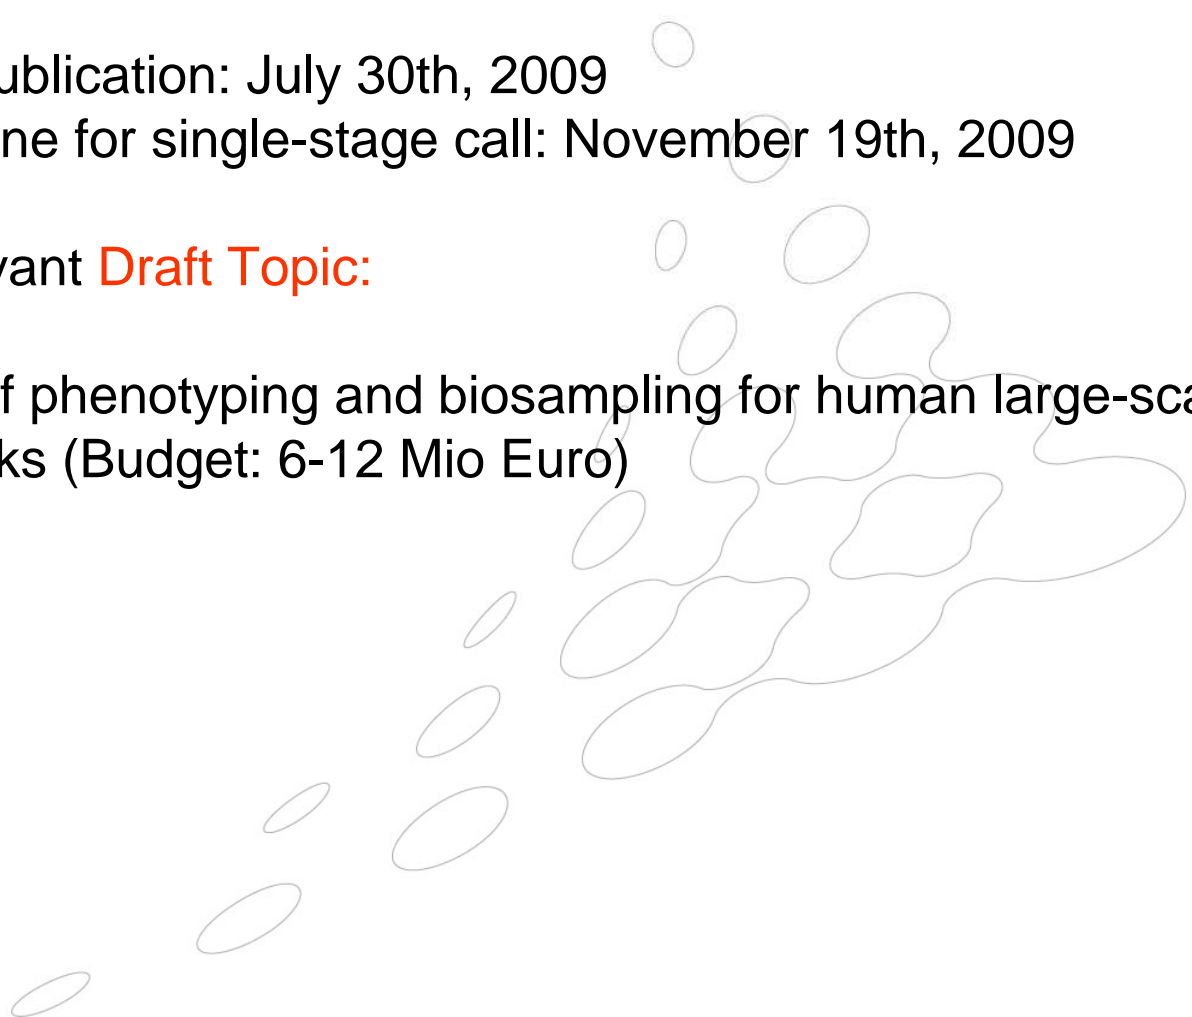 ublication: July 30th, 2009
ne for single-stage call: November 19th, 2009
vant Draft Topic:
f phenotyping and biosampling for human large-sca
ks (Budget: 6-12 Mio Euro)